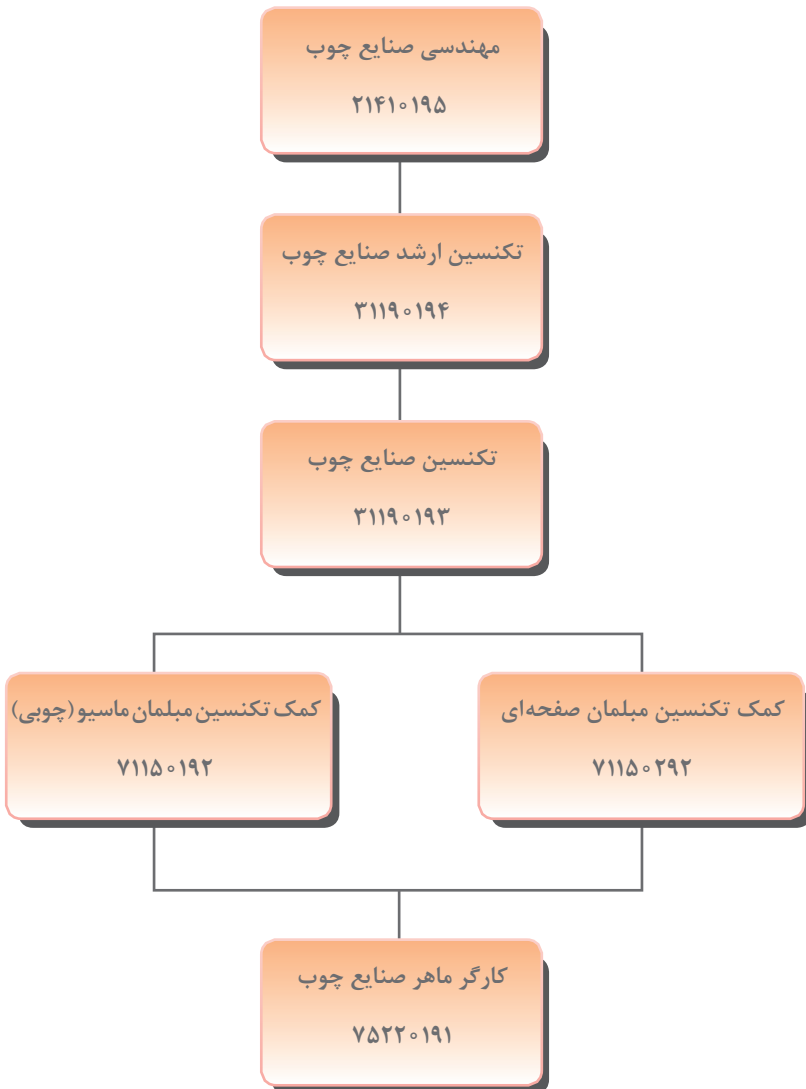 مهندسی صنایع چوب
۲۱۴۱۰۱۹۵
تکنسین ارشد صنایع چوب
۳۱۱۹۰۱۹۴
تکنسین صنایع چوب
۳۱۱۹۰۱۹۳
کمک تکنسین مبلمان صفحه‌ای
۷۱۱۵۰۲۹۲
کمک تکنسین مبلمان ماسیو (چوبی)
۷۱۱۵۰۱۹۲
کارگر ماهر صنایع چوب
۷۵۲۲۰۱۹۱